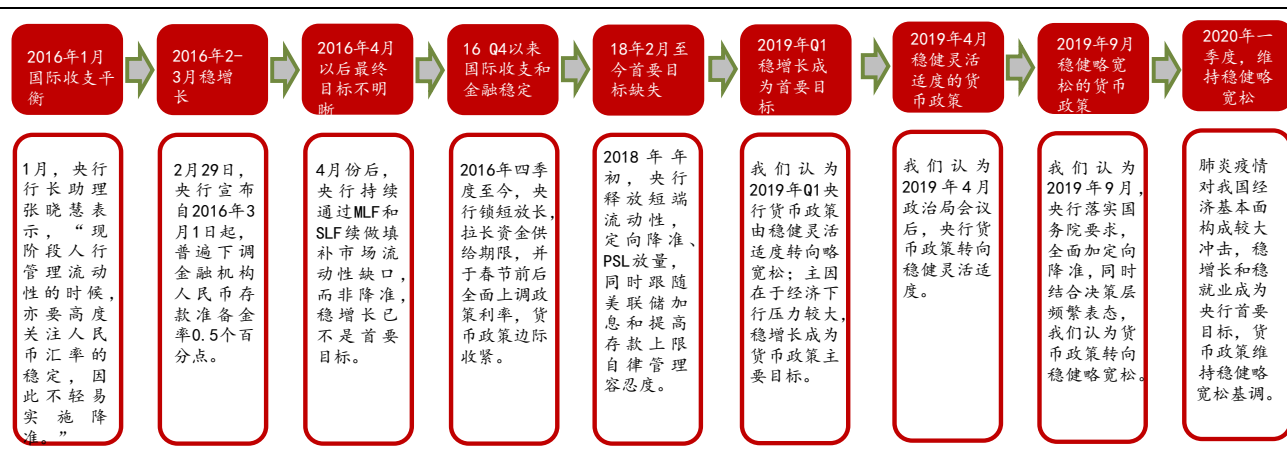 2016年1月
国际收支平
衡
2016年2-
3月稳增
长
2016年4月
以后最终
目标不明
晰
16 Q4以来
国际收支和
金融稳定
18年2月至
今首要目
标缺失
2019年Q1
稳增长成
为首要目
标
2019年4月
稳健灵活
适度的货
币政策
2019年9月
稳健略宽
松的货币
政策
2020年一
季度，维
持稳健略
宽松
1月，央行
行长助理
张晓慧表
示，“现
阶段人行
管理流动
性的时候，
亦要高度
关注人民
币汇率的
稳定，因
此不轻易
实施降
准。”
2月29日，
央行宣布
自2016年3
月1日起，
普遍下调
金融机构
人民币存
款准备金
率0.5个百
分点。
4月份后，
央行持续
通过MLF和
SLF续做填
补市场流
动性缺口，
而非降准，
稳增长已
不是首要
目标。
2016年四季
度至今，央
行锁短放长，
拉长资金供
给期限，并
于春节前后
全面上调政
策利率，货
币政策边际
收紧。
2018年年
初，央行
释放短端
流动性，
定向降准、
PSL放量，
同时跟随
美联储加
息和提高
存款上限
自律管理
容忍度。
我们认为
2019年Q1央
行货币政策
由稳健灵活
适度转向略
宽松；主因
在于经济下
行压力较大，
稳增长成为
货币政策主
要目标。
我们认为
2019年4月
政治局会议
后，央行货
币政策转向
稳健灵活适
度。
我们认为
2019年9月，
央行落实国
务院要求，
全面加定向
降准，同时
结合决策层
频繁表态，
我们认为货
币政策转向
稳健略宽松。
肺炎疫情
对我国经
济基本面
构成较大
冲击，稳
增长和稳
就业成为
央行首要
目标，货
币政策维
持稳健略
宽松基调。